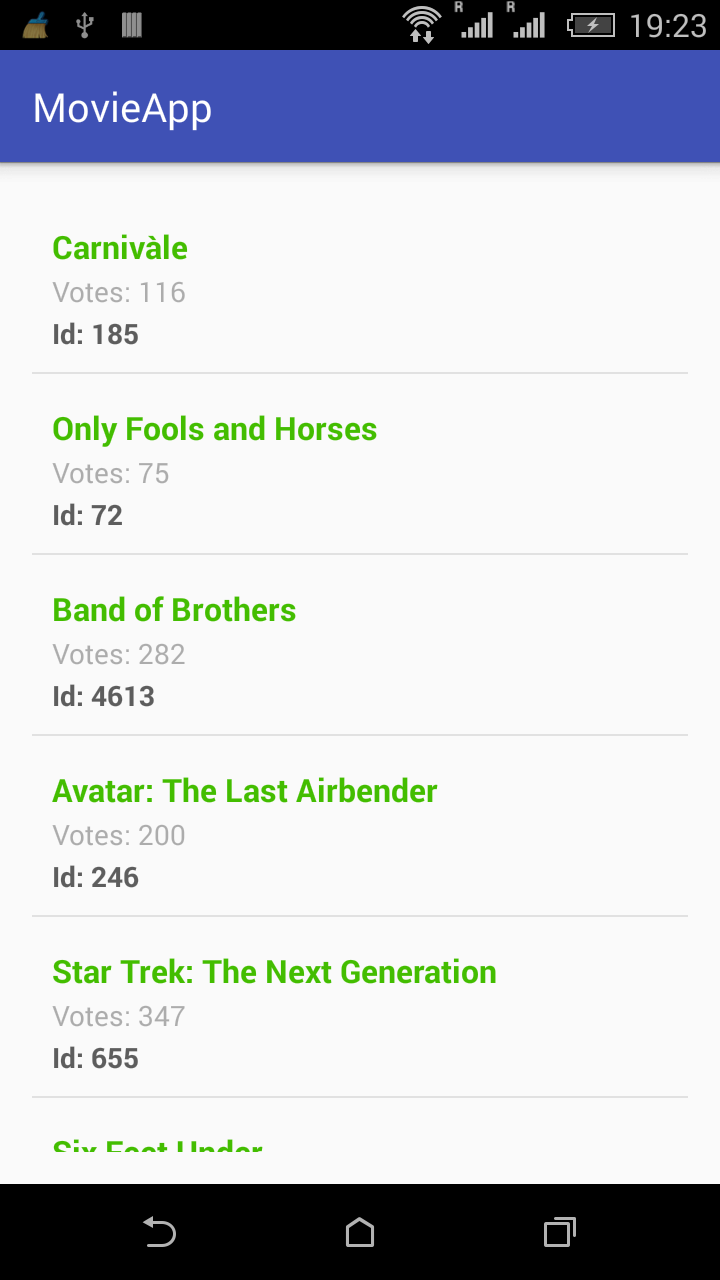 R R 19:23
MovieApp
Carnivàle
Votes: 116
Id: 185
Only Fools and Horses
Votes: 75
Id: 72
Band of Brothers
Votes: 282
Id: 4613
Avatar: The Last Airbender
Votes: 200
Id: 246
Star Trek: The Next Generation
Votes: 347
Id: 655
Six Feet Under